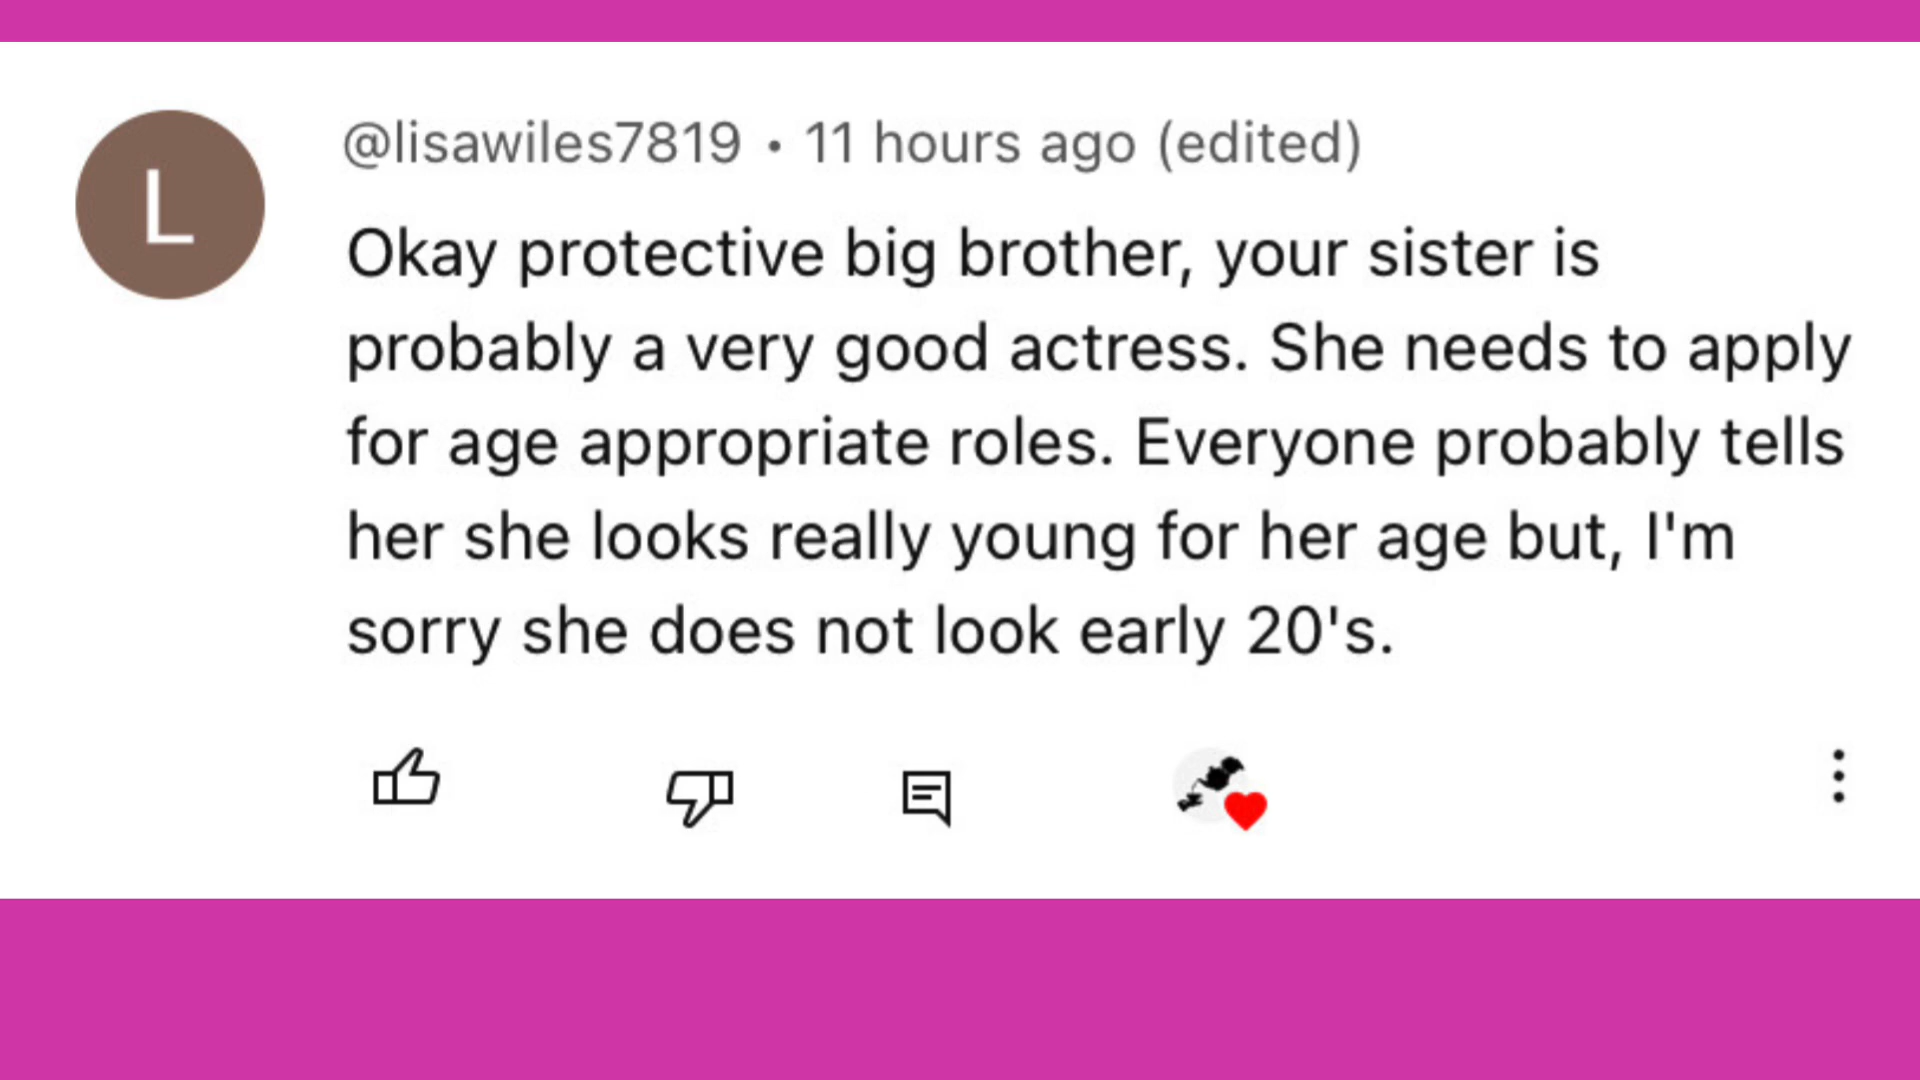 L
@lisawiles7819 • 11 hours ago (edited)
Okay protective big brother, your sister is
probably a very good actress. She needs to apply
for age appropriate roles. Everyone probably tells
her she looks really young for her age but, I'm
sorry she does not look early 20's.